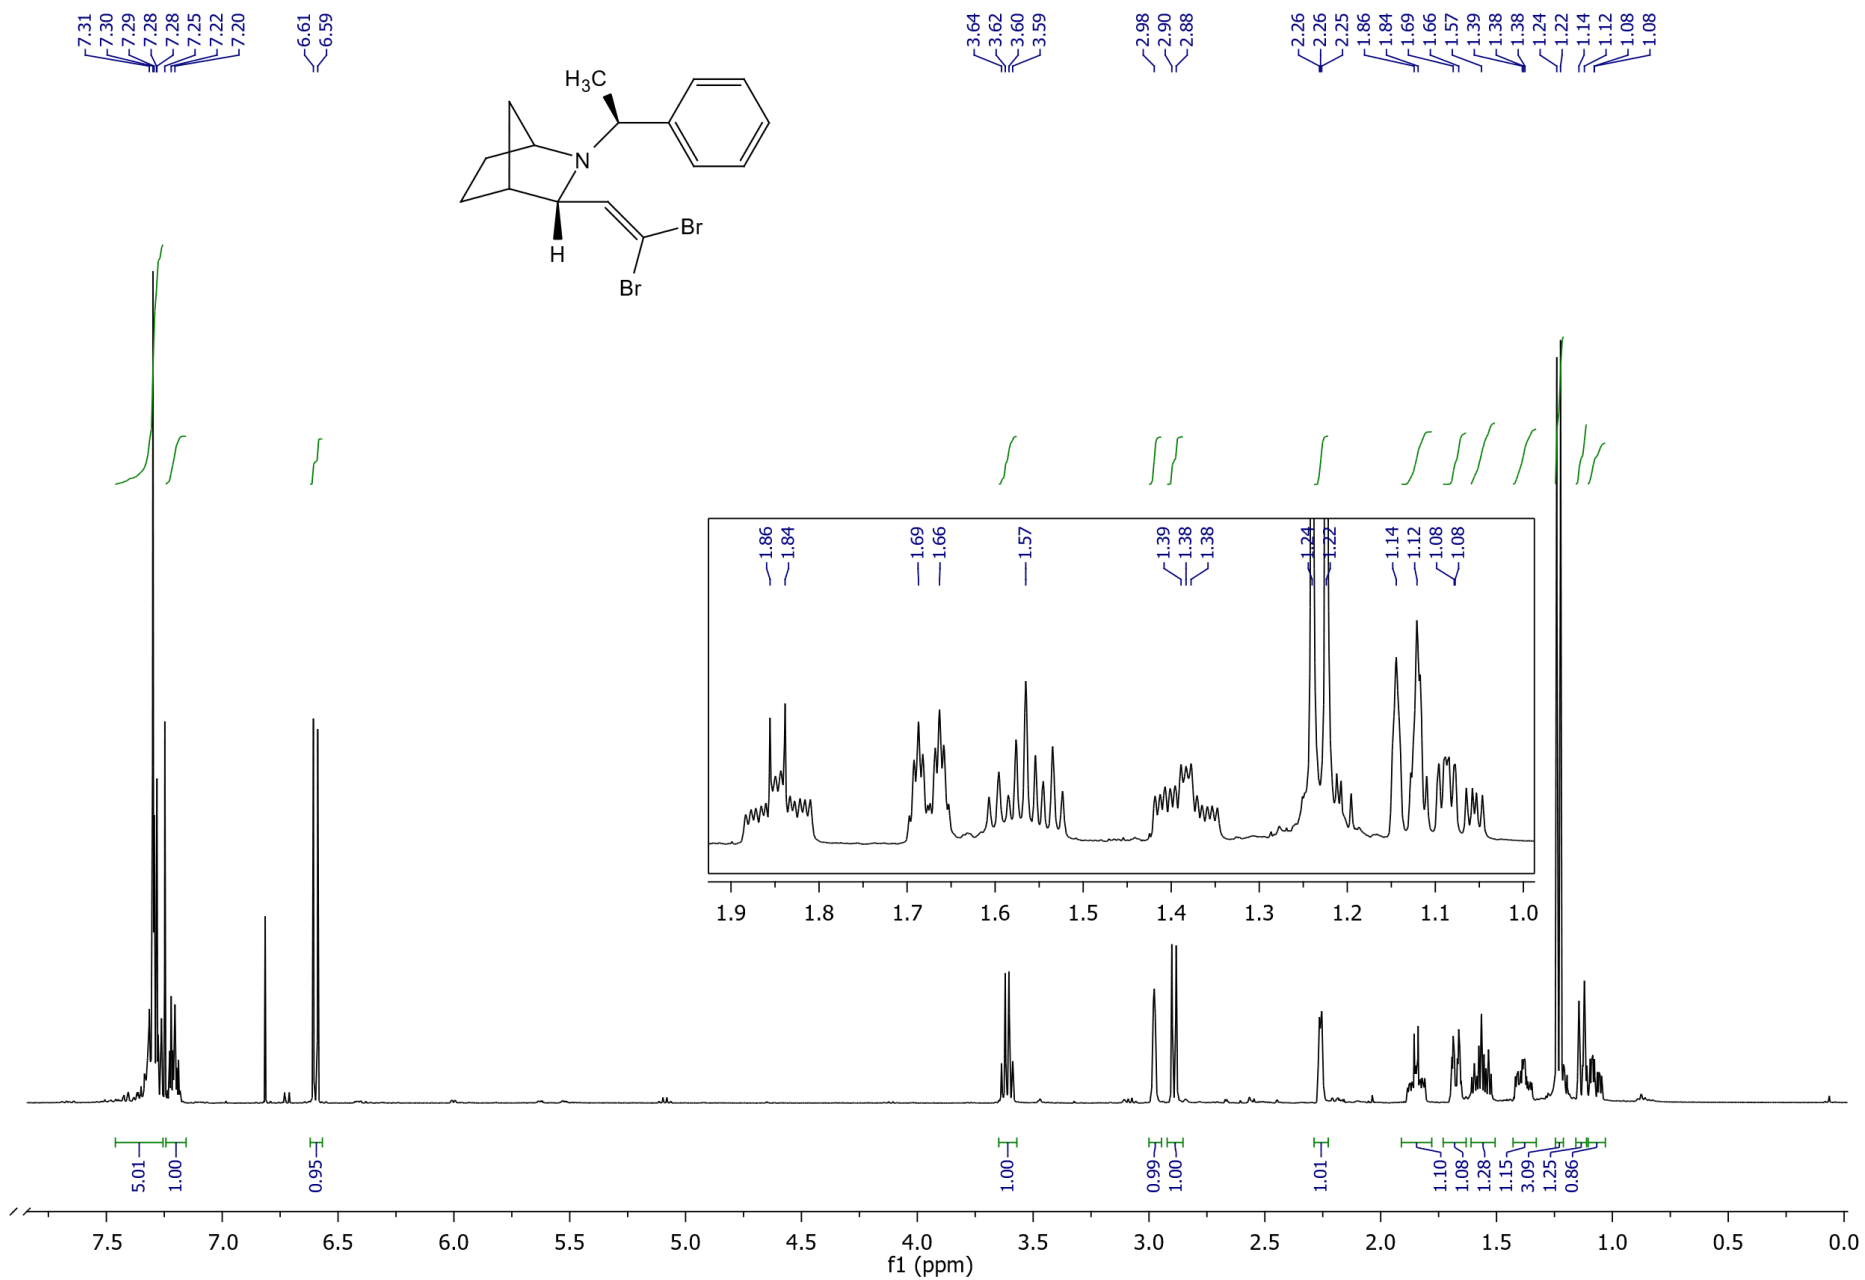 7.31 7.30 7.29 7.28 7.28 7.25 7.22 7.20 6.61 6.59 3.64 3.62 3.60 3.59 2.98 2.90 2.88 2.26 2.26 2.25 1.86 1.84 1.69 1.66 1.57 1.39 1.38 1.38 1.24 1.22 1.14 1.12 1.08 1.08
H₃C
N
Br
H
Br
1.86 1.84 1.69 1.66 1.57 1.39 1.38 1.38 1.24 1.22 1.14 1.12 1.08 1.08
1.9 1.8 1.7 1.6 1.5 1.4 1.3 1.2 1.1 1.0
5.01 1.00 0.95 1.00 0.99 1.00 1.01 1.10 1.08 1.28 1.15 3.09 1.25 0.86
7.5 7.0 6.5 6.0 5.5 5.0 4.5 4.0 3.5 3.0 2.5 2.0 1.5 1.0 0.5 0.0
f1 (ppm)